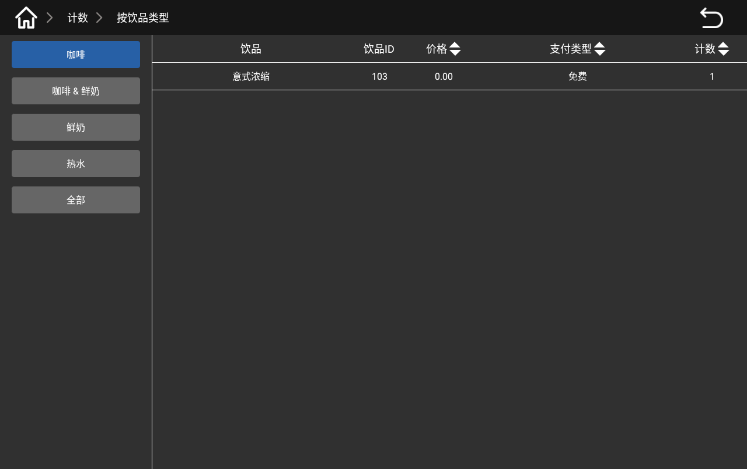 计数 按饮品类型
咖啡
咖啡 & 鲜奶
鲜奶
热水
全部
饮品 饮品ID 价格 支付类型 计数
意式浓缩 103 0.00 免费 1